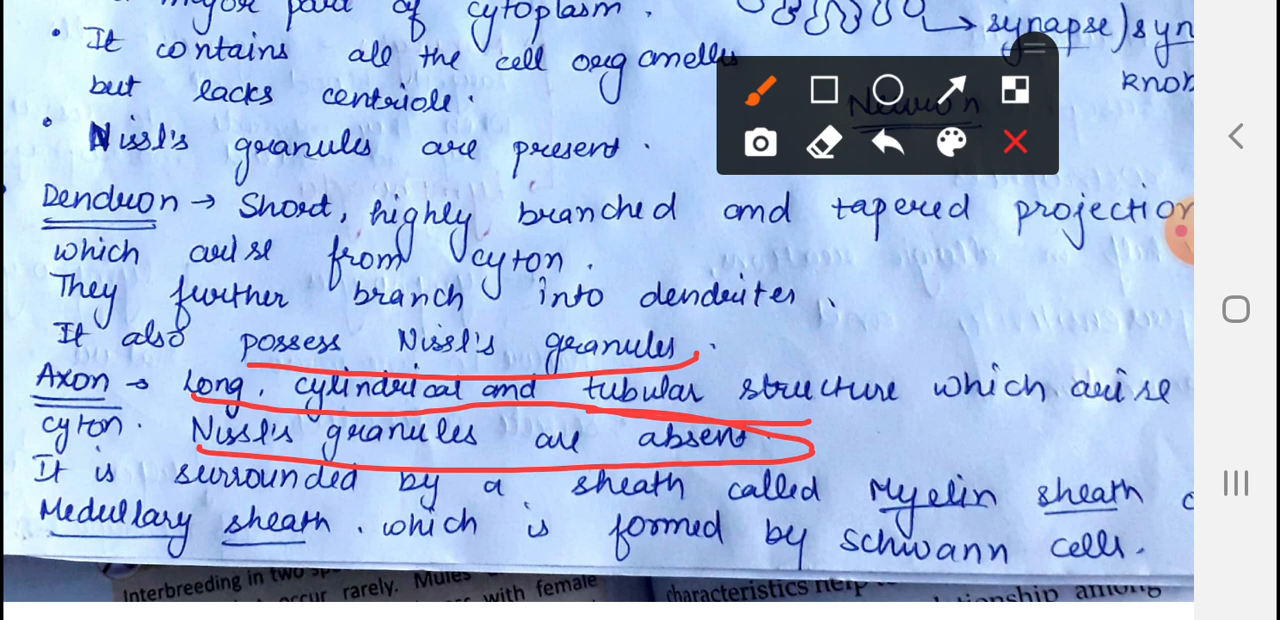 major part of cytoplasm.
→ synapse) syn
knob
• It contains all the cell organelles
but lacks centriole.
Neuron
• Nissl's granules are present.
Dendron → Short, highly branched and tapered projection
which arise from cyton.
They further branch into dendrites.
It also possess Nissl's granules.
Axon → Long, cylindrical and tubular structure which arise
cyton. Nissl's granules are absent.
It is surrounded by a sheath called Myelin sheath
Medullary sheath. which is formed by schwann cells.
Interbreeding in two
occur rarely. Mules
with female
characteristics help
among